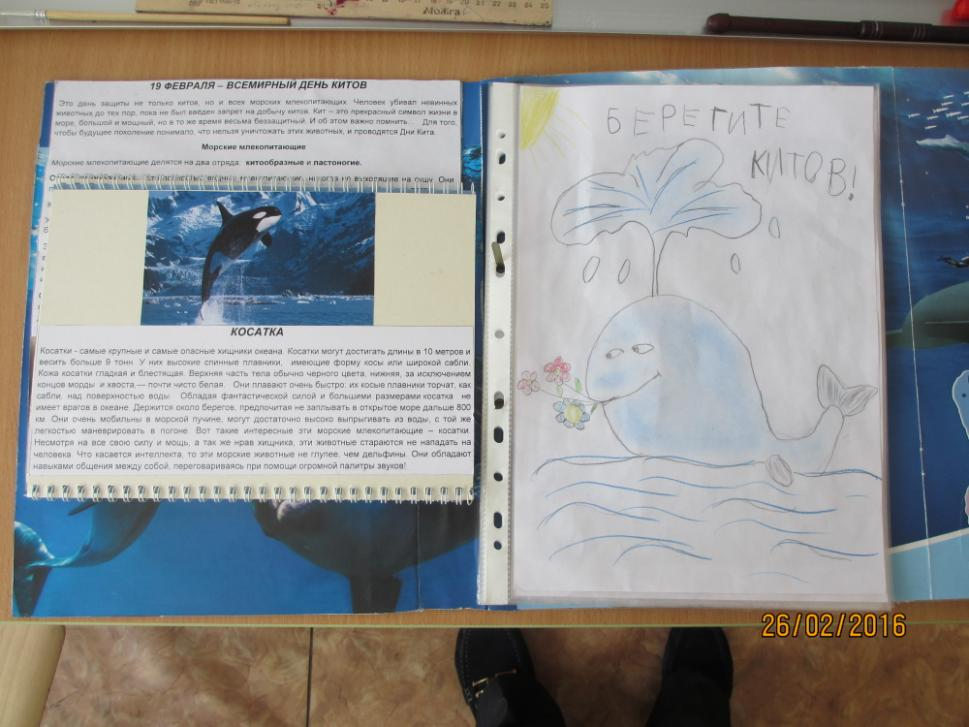 Можга
19 ФЕВРАЛЯ – ВСЕМИРНЫЙ ДЕНЬ КИТОВ
Это день защиты не только китов, но и всех морских млекопитающих. Человек убивал невинных
животных до тех пор, пока не был введен запрет на добычу китов. Кит – это прекрасный символ жизни в
море, большой и мощный, но в то же время весьма беззащитный. И об этом важно помнить. Для того,
чтобы будущее поколение понимало, что нельзя уничтожать этих животных, и проводятся Дни Кита.
Морские млекопитающие
Морские млекопитающие делятся на два отряда: китообразные и ластоногие.
никогда не выходящие на сушу. Они
КОСАТКА
Косатки - самые крупные и самые опасные хищники океана. Косатки могут достигать длины в 10 метров и
весить больше 9 тонн. У них высокие спинные плавники, имеющие форму косы или широкой сабли.
Кожа косатки гладкая и блестящая. Верхняя часть тела обычно черного цвета, нижняя, за исключением
концов морды и хвоста,— почти чисто белая. Они плавают очень быстро: их косые плавники торчат, как
сабли, над поверхностью воды Обладая фантастической силой и большими размерами косатка не
имеет врагов в океане. Держится около берегов, предпочитая не заплывать в открытое море дальше 800
км. Они очень мобильны в морской пучине, могут достаточно высоко выпрыгивать из воды, с той же
легкостью маневрировать в погоне. Вот такие интересные эти морские млекопитающие – косатки.
Несмотря на все свою силу и мощь, а так же нрав хищника, эти животные стараются не нападать на
человека. Что касается интеллекта, то эти морские животные не глупее, чем дельфины. Они обладают
навыками общения между собой, переговариваясь при помощи огромной палитры звуков!
БЕРЕГИТЕ
КИТОВ!
26/02/2016